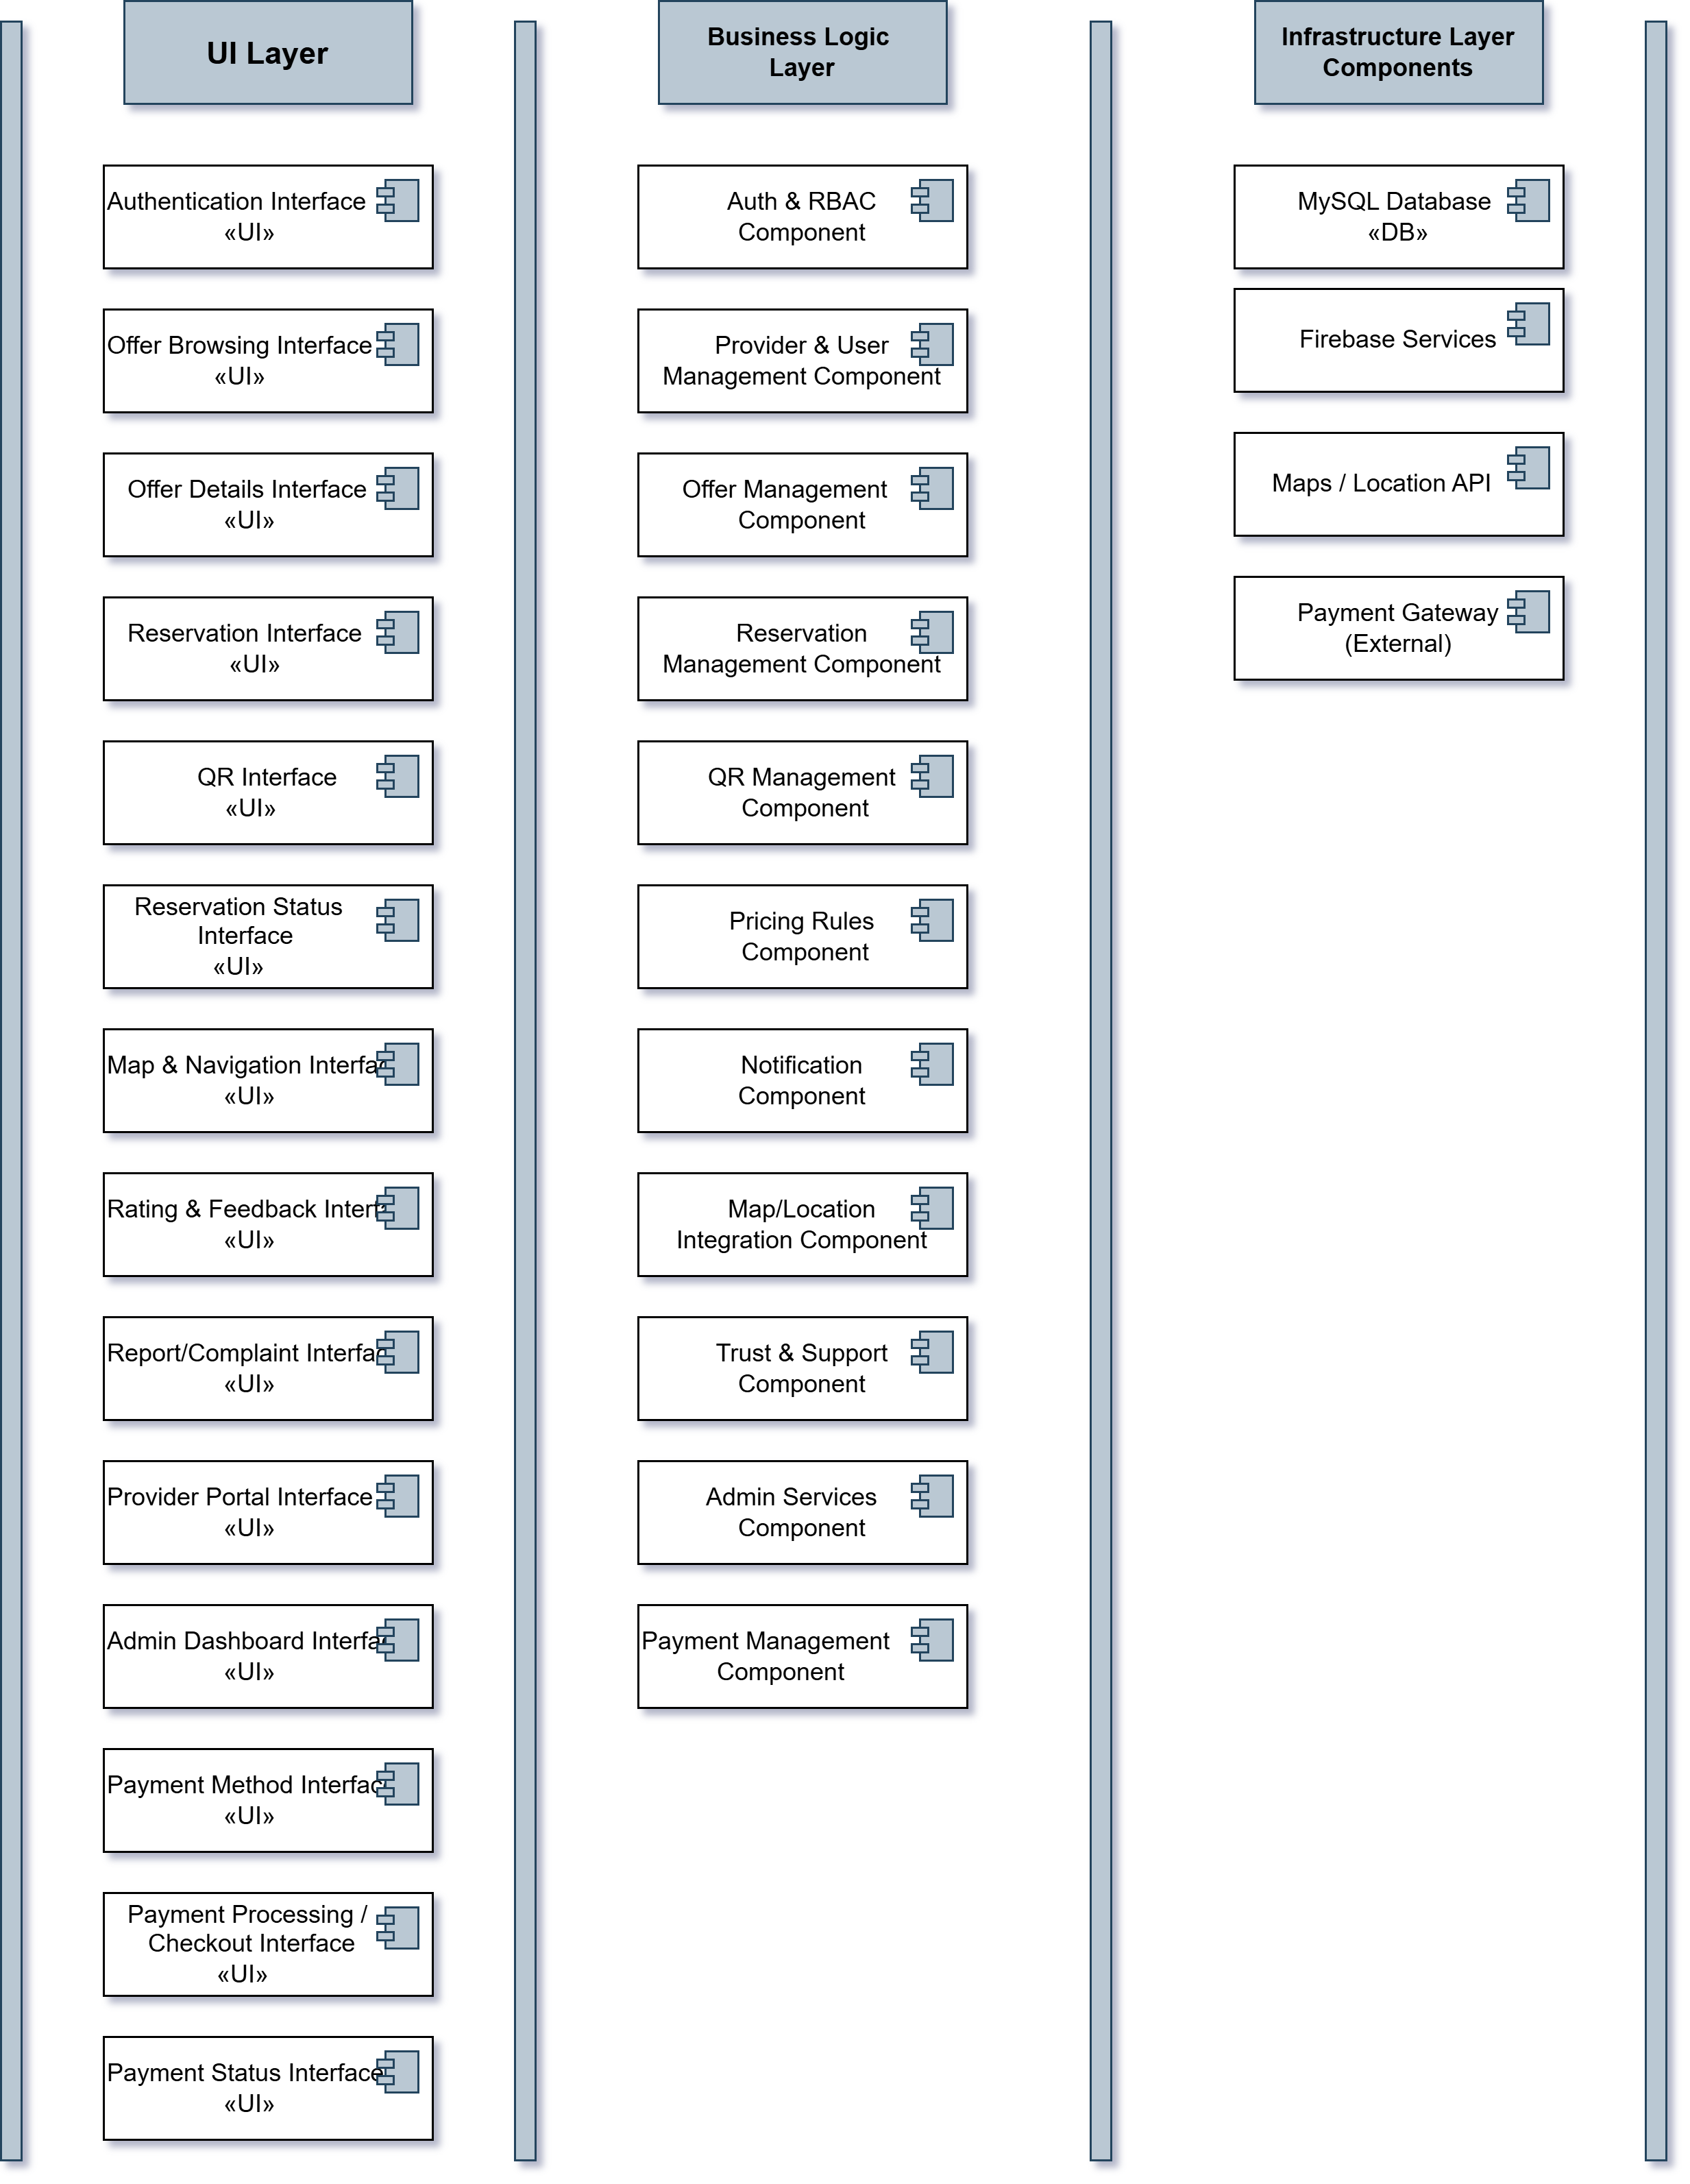 UI Layer
Authentication Interface
«UI»
Offer Browsing Interface
«UI»
Offer Details Interface
«UI»
Reservation Interface
«UI»
QR Interface
«UI»
Reservation Status
Interface
«UI»
Map & Navigation Interfac
«UI»
Rating & Feedback Interfa
«UI»
Report/Complaint Interfac
«UI»
Provider Portal Interface
«UI»
Admin Dashboard Interfac
«UI»
Payment Method Interfac
«UI»
Payment Processing /
Checkout Interface
«UI»
Payment Status Interface
«UI»
Business Logic
Layer
Auth & RBAC
Component
Provider & User
Management Component
Offer Management
Component
Reservation
Management Component
QR Management
Component
Pricing Rules
Component
Notification
Component
Map/Location
Integration Component
Trust & Support
Component
Admin Services
Component
Payment Management
Component
Infrastructure Layer
Components
MySQL Database
«DB»
Firebase Services
Maps / Location API
Payment Gateway
(External)